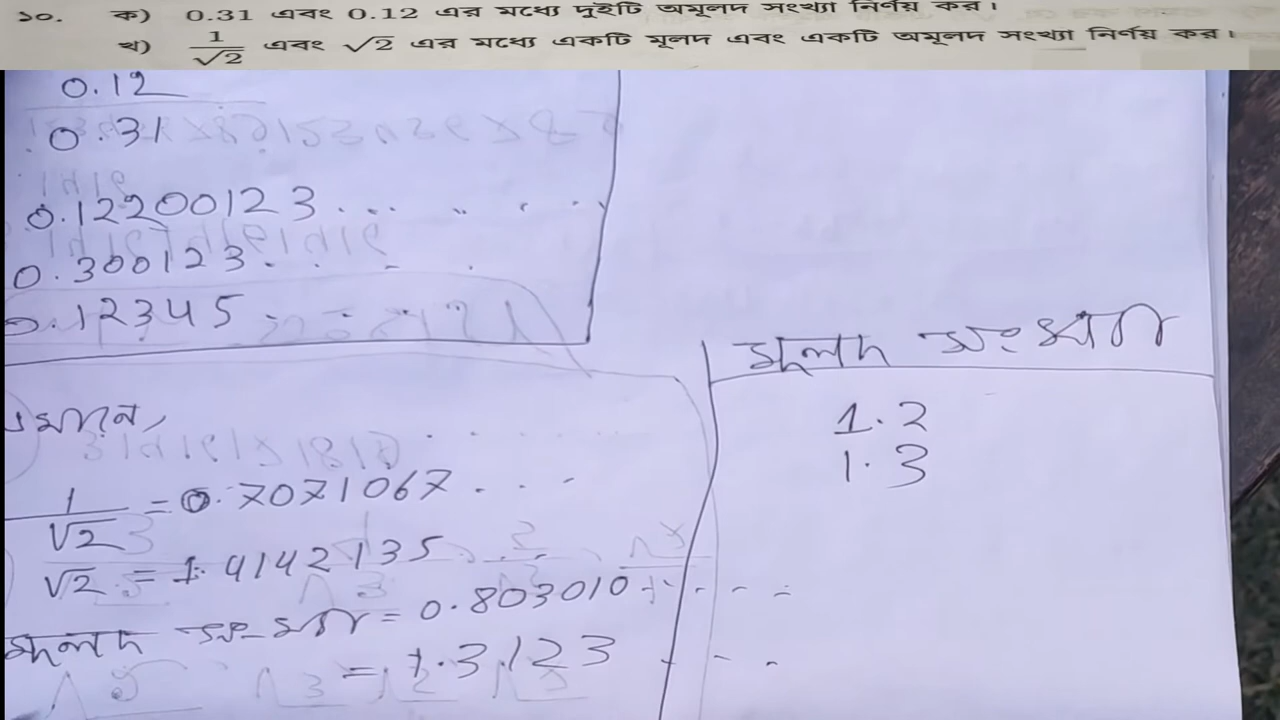 ১০. ক) 0.31 এবং 0.12 এর মধ্যে দুইটি অমূলদ সংখ্যা নির্ণয় কর।
খ) 1/√2 এবং √2 এর মধ্যে একটি মূলদ এবং একটি অমূলদ সংখ্যা নির্ণয় কর।
0.12
0.31
0.12200123...
0.300123...
0.12345
মূলদ সংখ্যা
1.2
1.3
1/√2 = 0.7071067...
√2 = 1.4142135
মূলদ সংখ্যা = 0.803010...
= 1.3123...